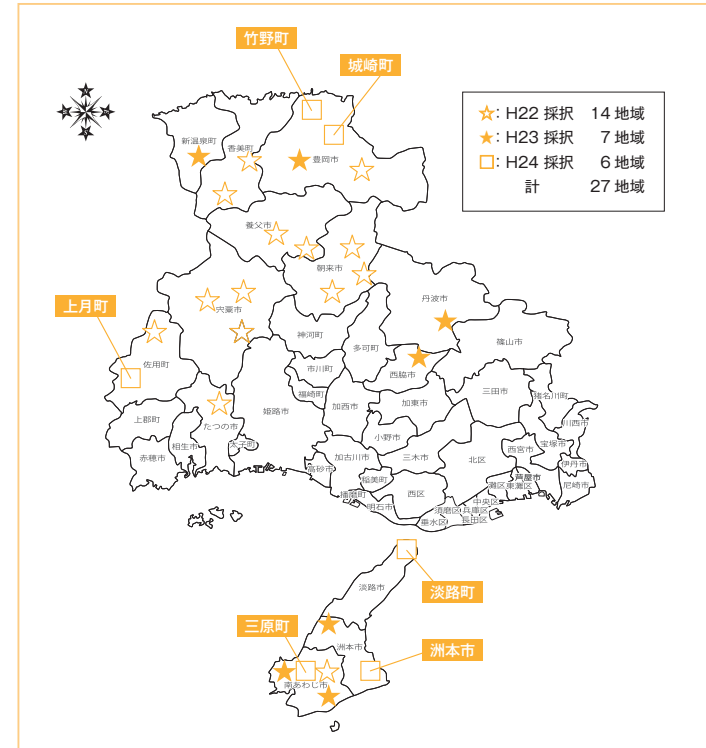 竹野町
城崎町
☆: H22 採択 14 地域
★: H23 採択 7 地域
□: H24 採択 6 地域
計 27 地域
新温泉町
香美町
豊岡市
養父市
朝来市
丹波市
上月町
宍粟市
神河町
多可町
篠山市
佐用町
西脇市
市川町
三田市
猪名川町
福崎町
加西市
加東市
姫路市
上郡町
たつの市
川西市
小野市
相生市
太子町
宝塚市
赤穂市
加古川市
三木市
北区
西宮市
高砂市
伊丹市
稲美町
芦屋市
播磨町
西区
灘区
東灘区
尼崎市
明石市
中央区
須磨区
兵庫区
垂水区
長田区
淡路市
淡路町
三原町
洲本市
洲本市
南あわじ市